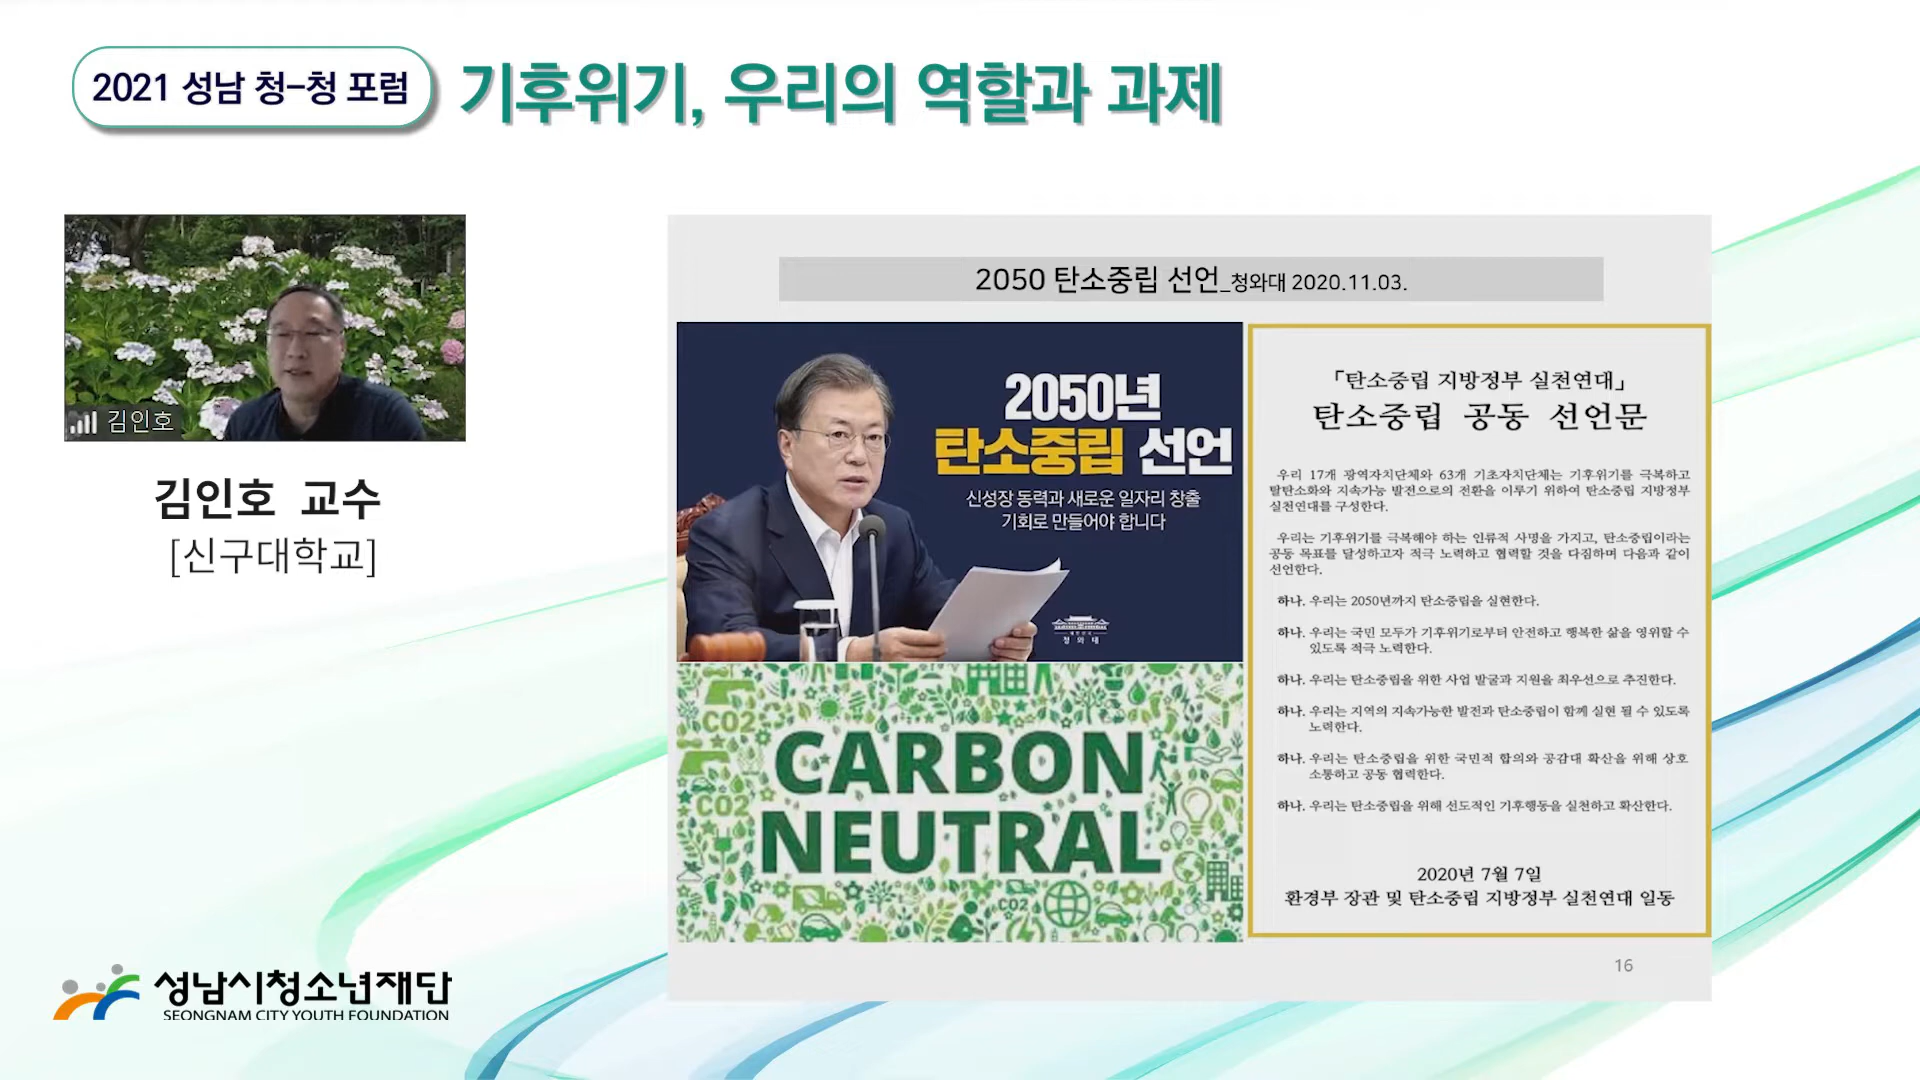 2021 성남 청-청 포럼
기후위기, 우리의 역할과 과제
김인호
김인호 교수
[신구대학교]
성남시청소년재단
SEONGNAM CITY YOUTH FOUNDATION
2050 탄소중립 선언_청와대 2020.11.03.
2050년
탄소중립 선언
신성장 동력과 새로운 일자리 창출
기회로 만들어야 합니다
청와대
CO2
CARBON
CO2
NEUTRAL
CO2
「탄소중립 지방정부 실천연대」
탄소중립 공동 선언문
우리 17개 광역자치단체와 63개 기초자치단체는 기후위기를 극복하고
탈탄소화와 지속가능 발전으로의 전환을 이루기 위하여 탄소중립 지방정부
실천연대를 구성한다.
우리는 기후위기를 극복해야 하는 인류적 사명을 가지고, 탄소중립이라는
공동 목표를 달성하고자 적극 노력하고 협력할 것을 다짐하며 다음과 같이
선언한다.
하나. 우리는 2050년까지 탄소중립을 실현한다.
하나. 우리는 국민 모두가 기후위기로부터 안전하고 행복한 삶을 영위할 수
있도록 적극 노력한다.
하나. 우리는 탄소중립을 위한 사업 발굴과 지원을 최우선으로 추진한다.
하나. 우리는 지역의 지속가능한 발전과 탄소중립이 함께 실현 될 수 있도록
노력한다.
하나. 우리는 탄소중립을 위한 국민적 합의와 공감대 확산을 위해 상호
소통하고 공동 협력한다.
하나. 우리는 탄소중립을 위해 선도적인 기후행동을 실천하고 확산한다.
2020년 7월 7일
환경부 장관 및 탄소중립 지방정부 실천연대 일동
16